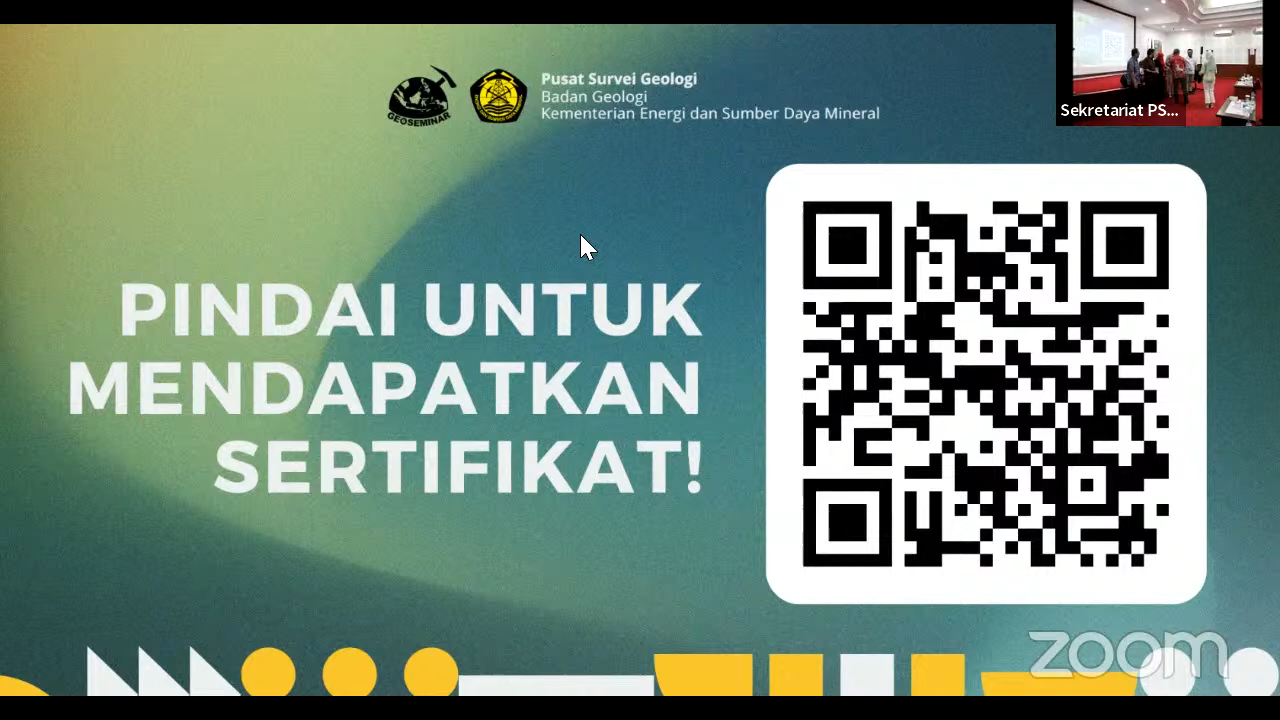 Pusat Survei Geologi
Badan Geologi
Kementerian Energi dan Sumber Daya Mineral
GEOSEMINAR
Sekretariat PS...
PINDAI UNTUK
MENDAPATKAN
SERTIFIKAT!
zoom